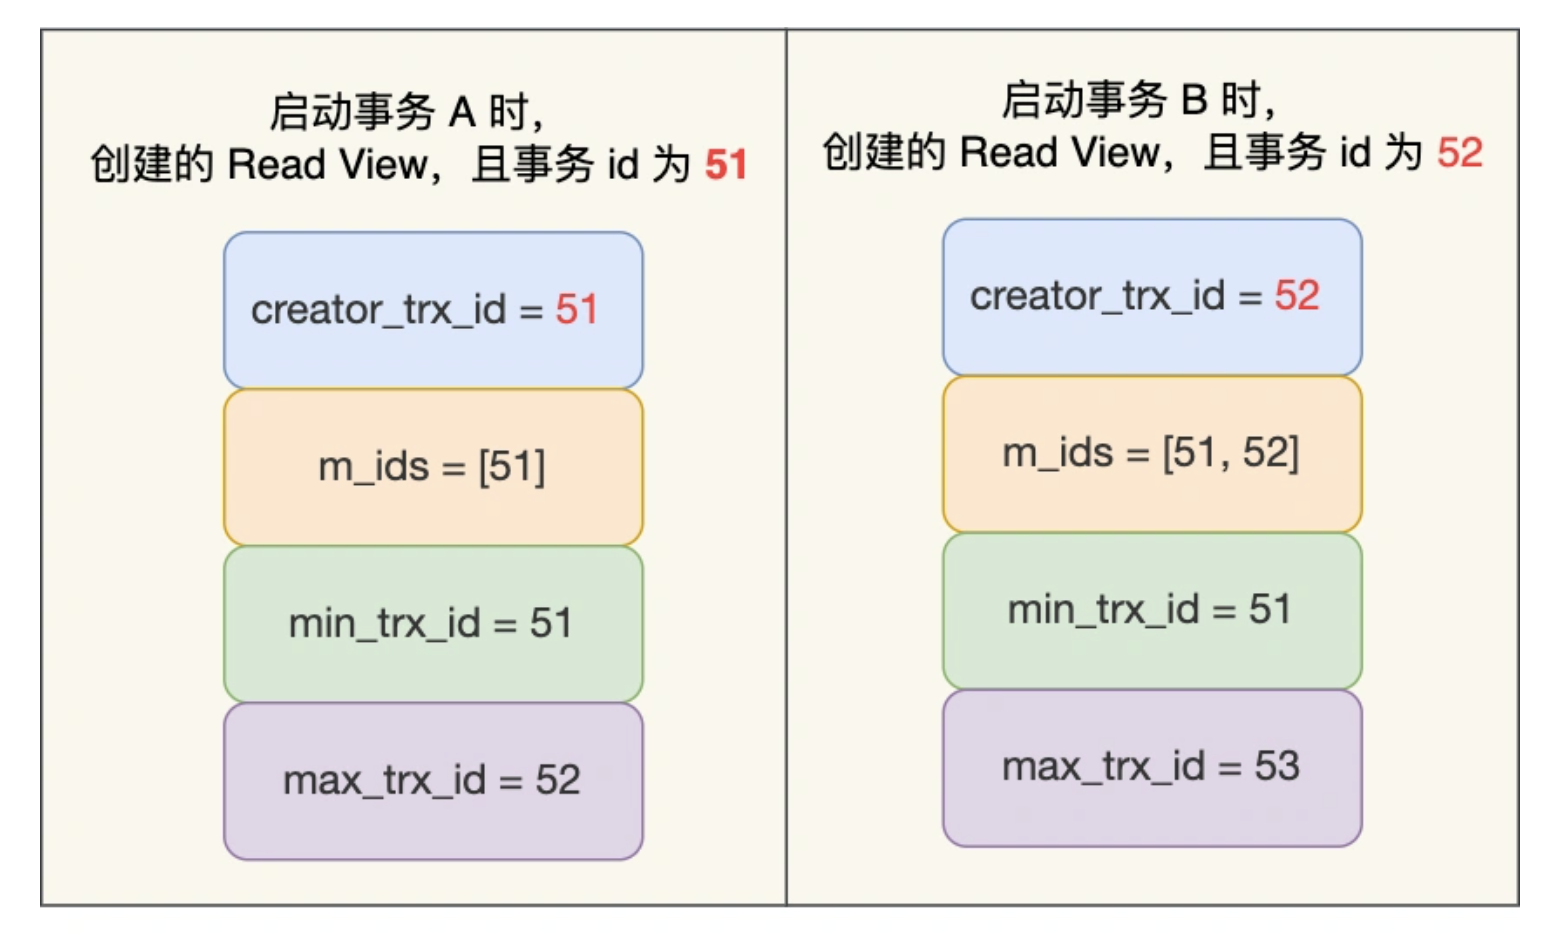 启动事务 A 时，
创建的 Read View，且事务 id 为 51
creator_trx_id = 51
m_ids = [51]
min_trx_id = 51
max_trx_id = 52
启动事务 B 时，
创建的 Read View，且事务 id 为 52
creator_trx_id = 52
m_ids = [51, 52]
min_trx_id = 51
max_trx_id = 53